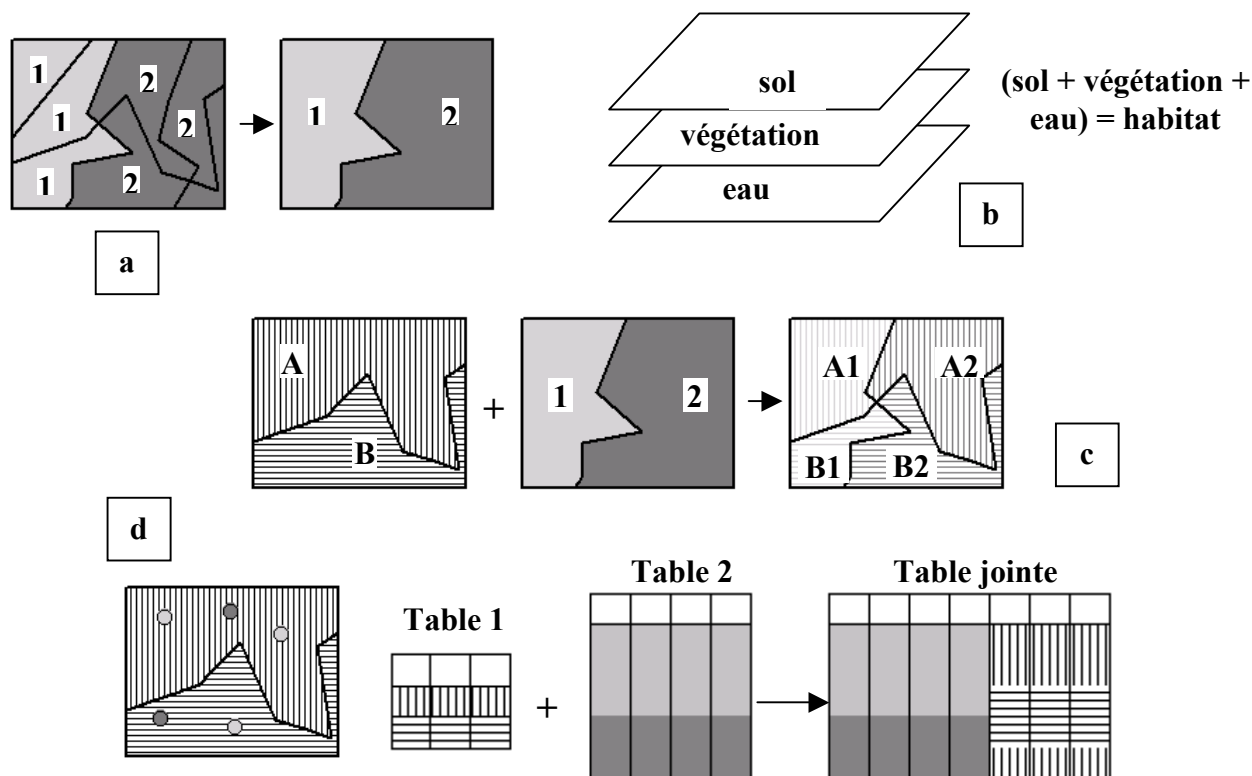 1
2
1
2
1
2
1
2
a
sol
végétation
eau
(sol + végétation +
eau) = habitat
b
A
B
+
1
2
A1
A2
B1
B2
c
d
Table 1
+
Table 2
Table jointe